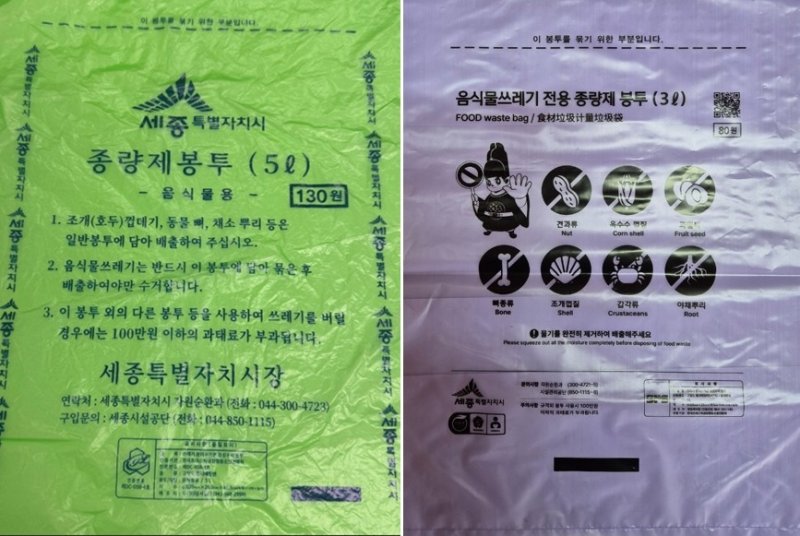 이 봉투를 묶기 위한 부분입니다.
세종특별자치시
종량제봉투 (5ℓ)
- 음식물용 -
130원
1. 조개(호두)껍데기, 동물 뼈, 채소 뿌리 등은
일반봉투에 담아 배출하여 주십시오.
2. 음식물쓰레기는 반드시 이 봉투에 담아 묶은 후
배출하여야만 수거합니다.
3. 이 봉투 외의 다른 봉투 등을 사용하여 쓰레기를 버릴
경우에는 100만원 이하의 과태료가 부과됩니다.
세종특별자치시장
연락처 : 세종특별자치시 자원순환과 (전화 : 044-300-4723)
구입문의 : 세종시설공단 (전화 : 044-850-1115)
세종특별자치시
세종특별자치시
이 봉투를 묶기 위한 부분입니다.
음식물쓰레기 전용 종량제 봉투 (3ℓ)
FOOD waste bag / 食材垃圾计量垃圾袋
80원
견과류
Nut
옥수수 껍질
Corn shell
Fruit seed
뼈종류
Bone
조개껍질
Shell
갑각류
Crustaceans
야채뿌리
Root
물기를 완전히 제거하여 배출해주세요
Please squeeze out all the moisture completely before disposing of food waste
세종특별자치시